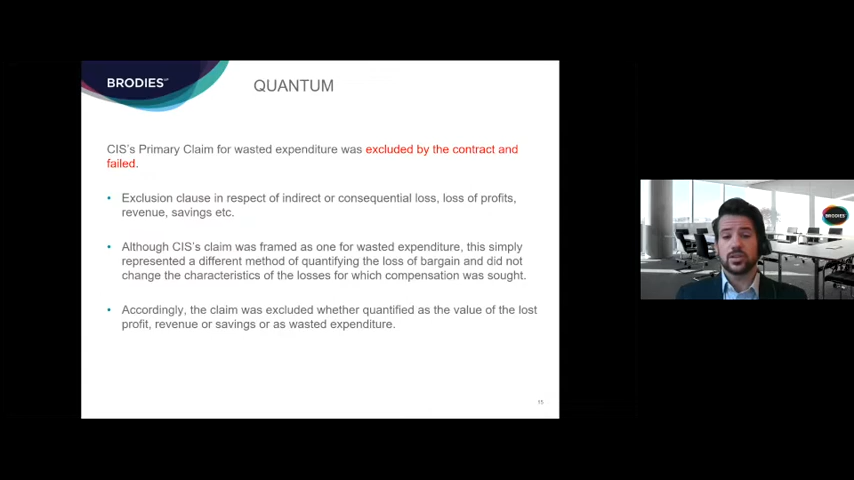 BRODIES LLP
QUANTUM
CIS's Primary Claim for wasted expenditure was excluded by the contract and
failed.
• Exclusion clause in respect of indirect or consequential loss, loss of profits,
revenue, savings etc.
• Although CIS's claim was framed as one for wasted expenditure, this simply
represented a different method of quantifying the loss of bargain and did not
change the characteristics of the losses for which compensation was sought.
• Accordingly, the claim was excluded whether quantified as the value of the lost
profit, revenue or savings or as wasted expenditure.
15
BRODIES